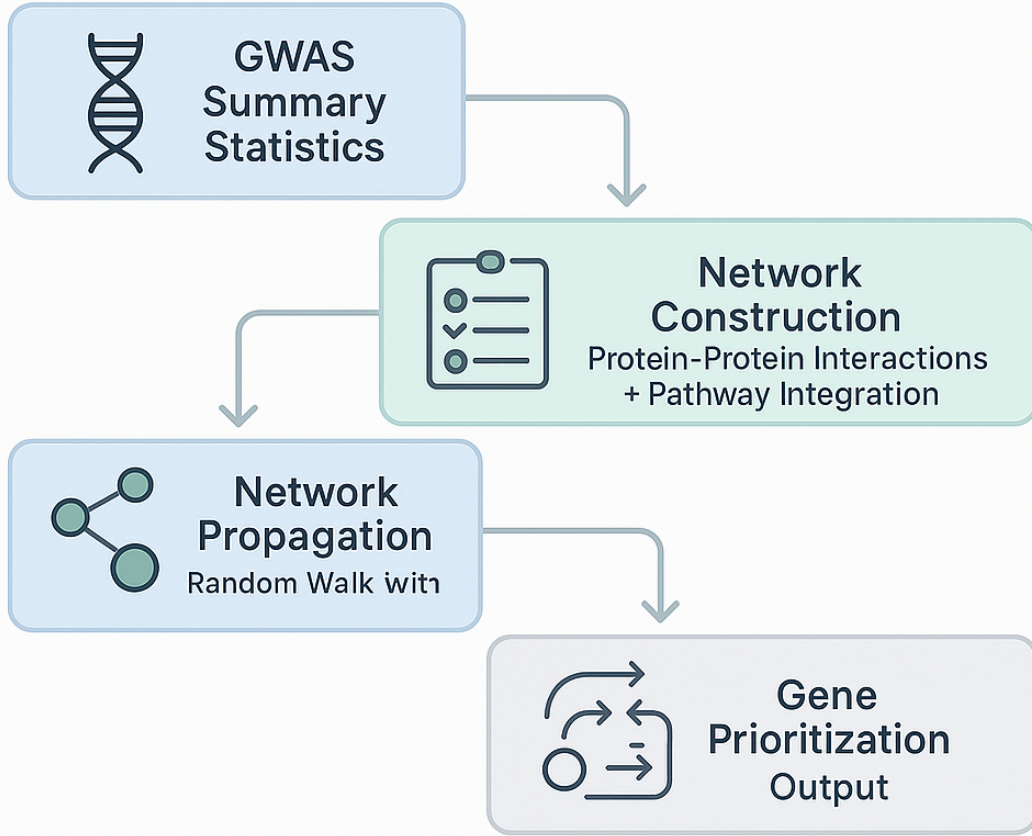 GWAS
Summary
Statistics
Network
Construction
Protein-Protein Interactions
+ Pathway Integration
Network
Propagation
Random Walk
Gene
Prioritization
Output